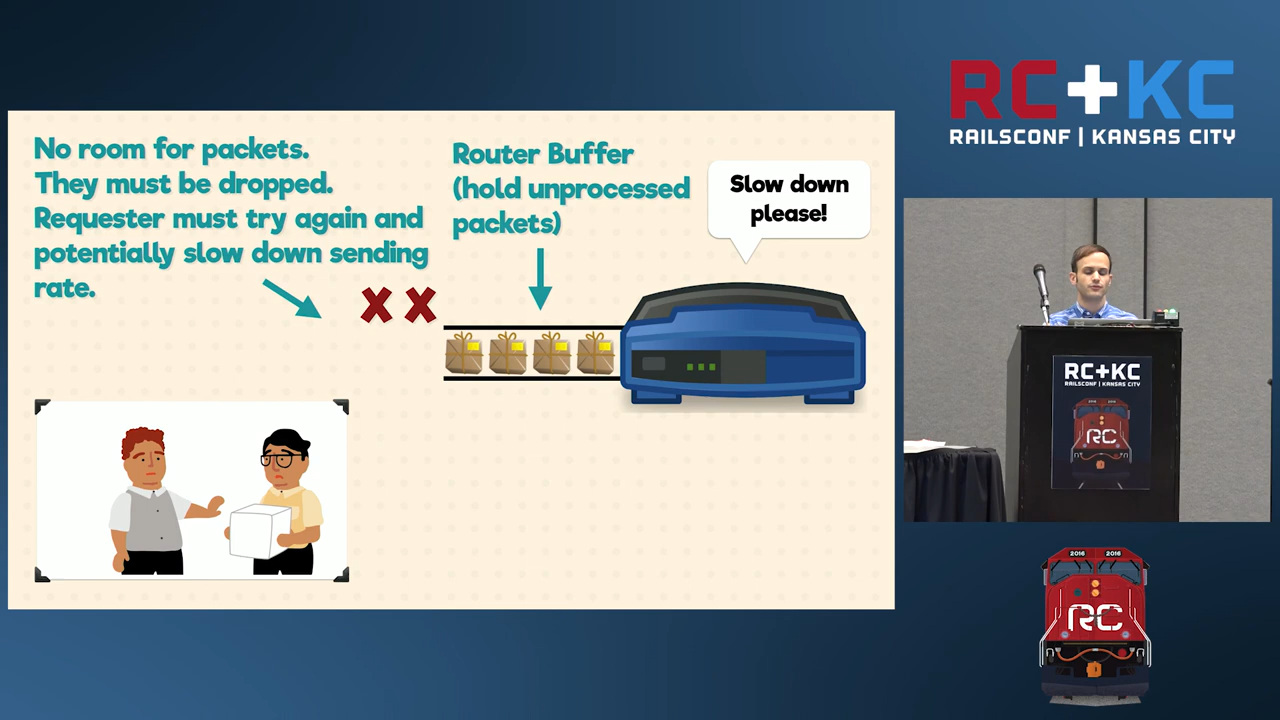 No room for packets.
They must be dropped.
Requester must try again and
potentially slow down sending
rate.
Router Buffer
(hold unprocessed
packets)
Slow down
please!
RC+KC
RAILSCONF | KANSAS CITY
RC+KC
RAILSCONF | KANSAS CITY
RC
2016 2016
RC